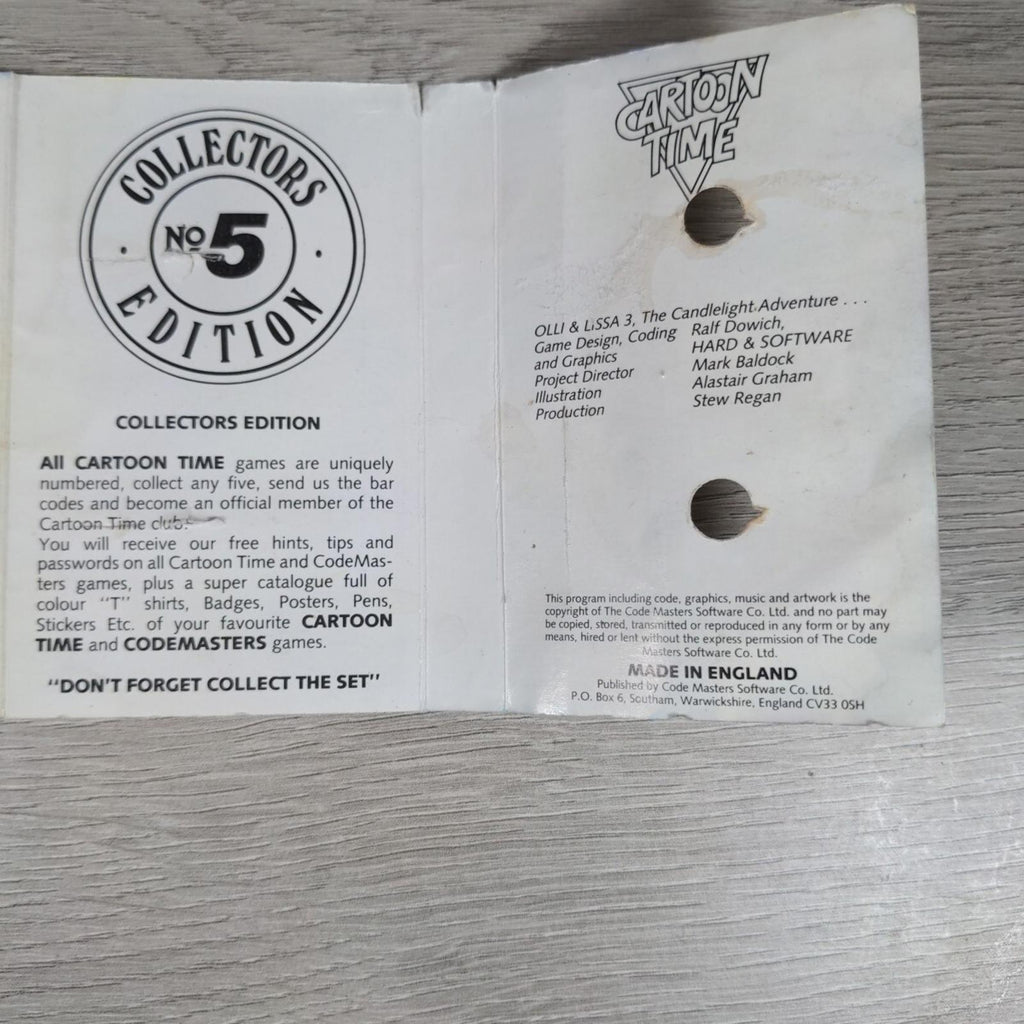 COLLECTORS
No 5
EDITION
COLLECTORS EDITION
All CARTOON TIME games are uniquely
numbered, collect any five, send us the bar
codes and become an official member of the
Cartoon Time club.
You will receive our free hints, tips and
passwords on all Cartoon Time and CodeMas-
ters games, plus a super catalogue full of
colour "T" shirts, Badges, Posters, Pens,
Stickers Etc. of your favourite CARTOON
TIME and CODEMASTERS games.
"DON'T FORGET COLLECT THE SET"
CARTOON
TIME
OLLI & LISSA 3, The Candlelight Adventure . . .
Game Design, Coding Ralf Dowich,
and Graphics HARD & SOFTWARE
Project Director Mark Baldock
Illustration Alastair Graham
Production Stew Regan
This program including code, graphics, music and artwork is the
copyright of The Code Masters Software Co. Ltd. and no part may
be copied, stored, transmitted or reproduced in any form or by any
means, hired or lent without the express permission of The Code
Masters Software Co. Ltd.
MADE IN ENGLAND
Published by Code Masters Software Co. Ltd.
P.O. Box 6, Southam, Warwickshire, England CV33 0SH